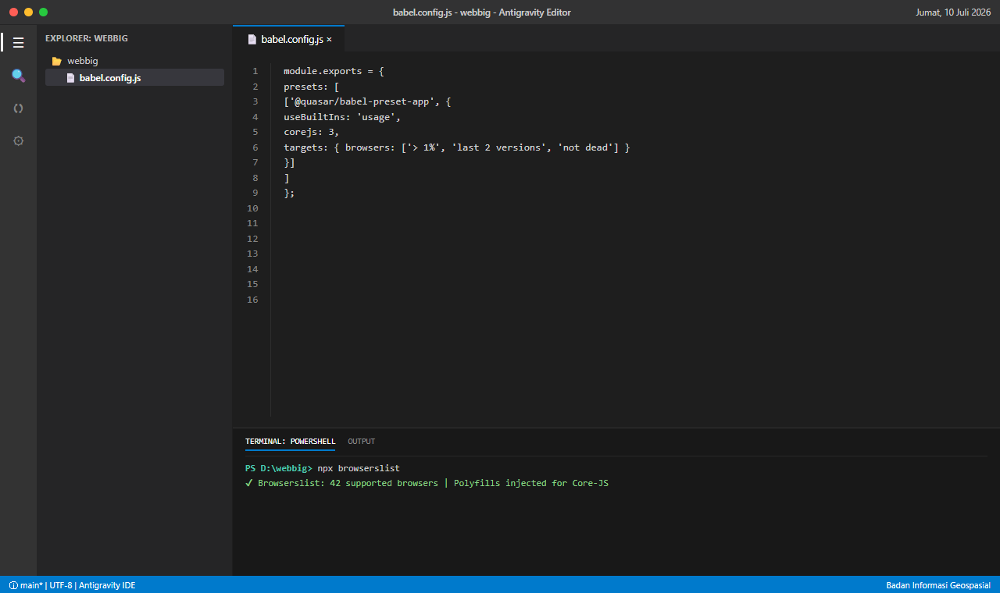 babel.config.js - webbig - Antigravity Editor
Jumat, 10 Juli 2026
EXPLORER: WEBBIG
webbig
babel.config.js
babel.config.js ×
1 module.exports = {
2 presets: [
3 ['@quasar/babel-preset-app', {
4 useBuiltIns: 'usage',
5 corejs: 3,
6 targets: { browsers: ['> 1%', 'last 2 versions', 'not dead'] }
7 }]
8 ]
9 };
10
11
12
13
14
15
16
TERMINAL: POWERSHELL OUTPUT
PS D:\webbig> npx browserslist
✓ Browserslist: 42 supported browsers | Polyfills injected for Core-JS
main* | UTF-8 | Antigravity IDE
Badan Informasi Geospasial